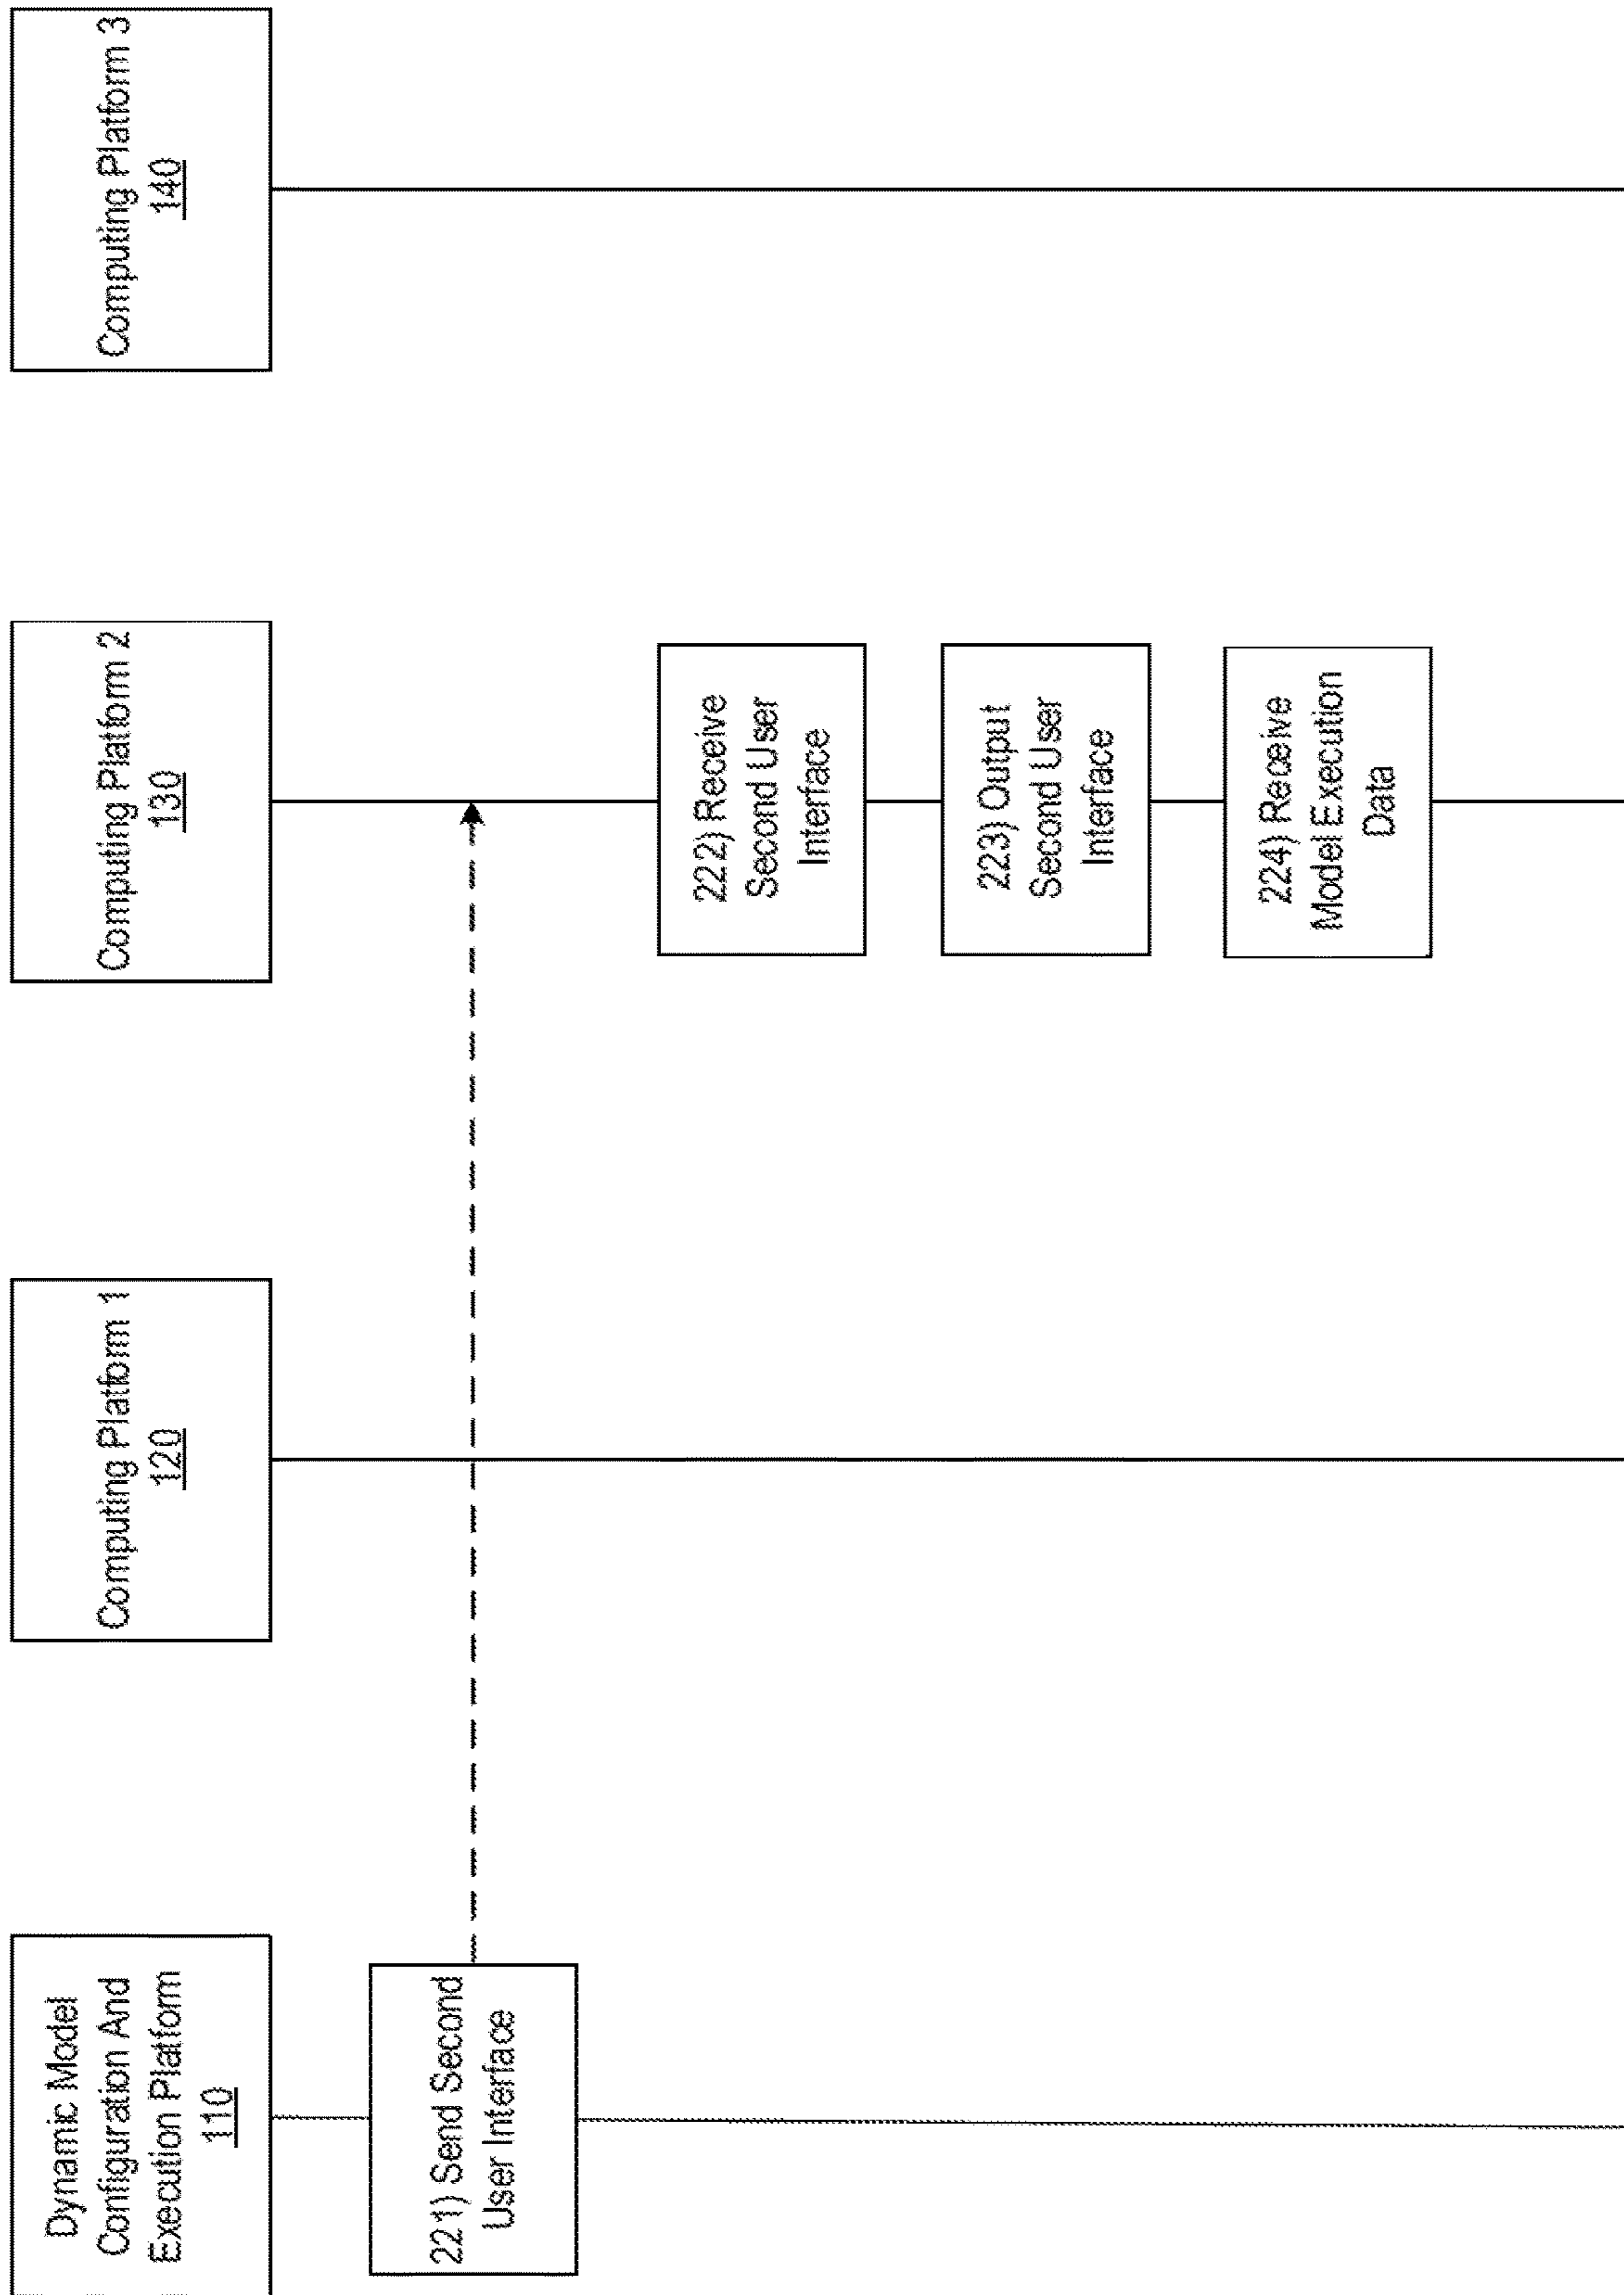 Dynamic Model
Configuration And
Execution Platform
110
Computing Platform 1
120
Computing Platform 2
130
Computing Platform 3
140
221) Send Second
User Interface
222) Receive
Second User
Interface
223) Output
Second User
Interface
224) Receive
Model Execution
Data